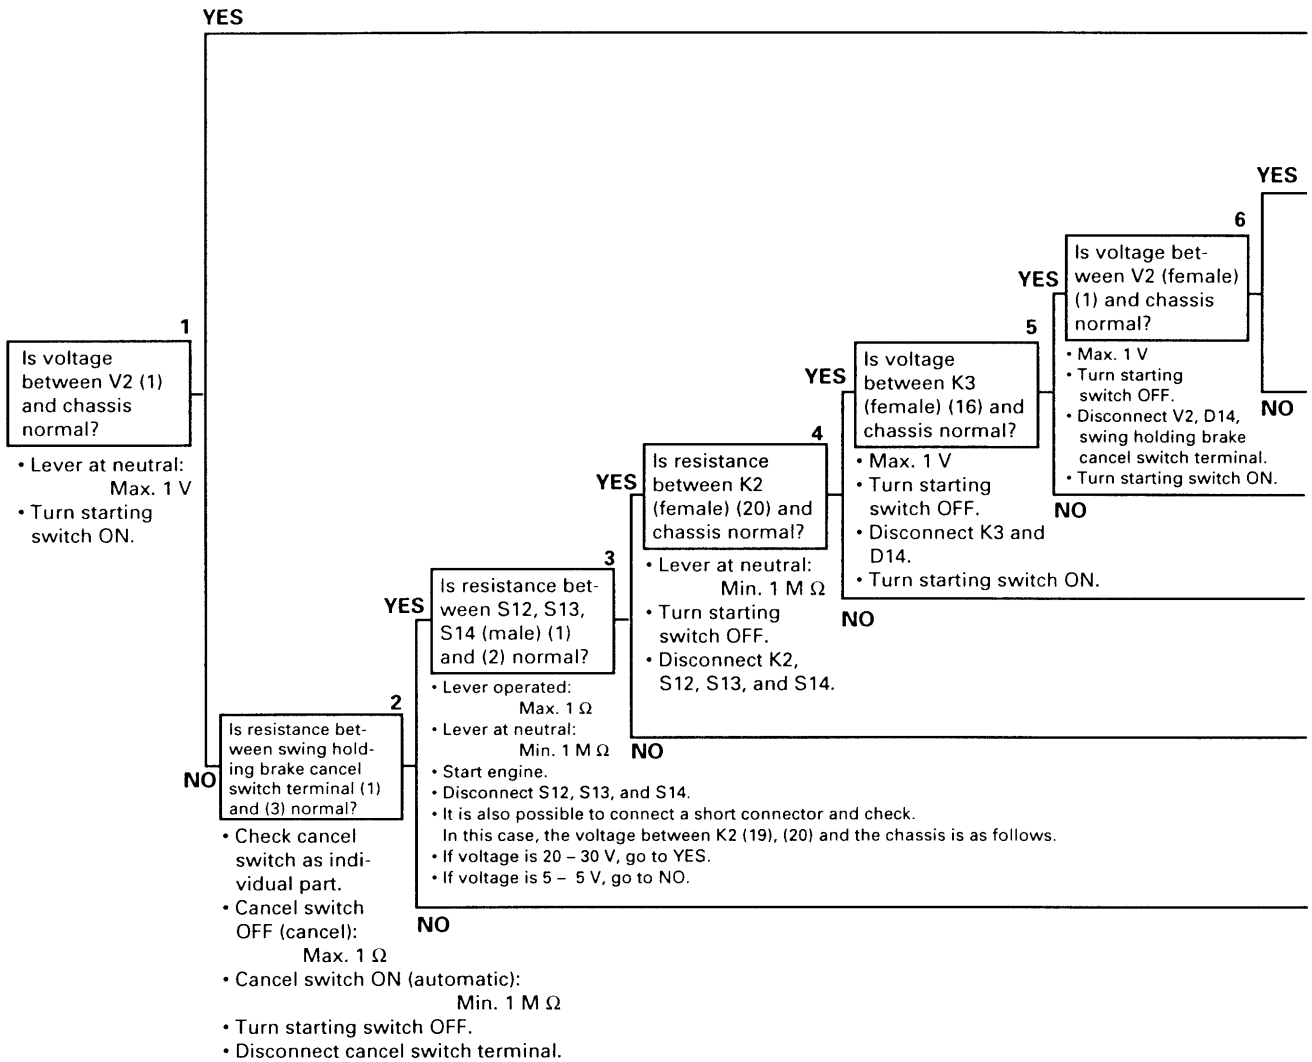 YES
1
Is voltage
between V2 (1)
and chassis
normal?
• Lever at neutral:
Max. 1 V
• Turn starting
switch ON.
NO
2
Is resistance bet-
ween swing hold-
ing brake cancel
switch terminal (1)
and (3) normal?
• Check cancel
switch as indi-
vidual part.
• Cancel switch
OFF (cancel):
Max. 1 Ω
• Cancel switch ON (automatic):
Min. 1 M Ω
• Turn starting switch OFF.
• Disconnect cancel switch terminal.
YES
3
Is resistance bet-
ween S12, S13,
S14 (male) (1)
and (2) normal?
• Lever operated:
Max. 1 Ω
• Lever at neutral:
Min. 1 M Ω
• Start engine.
• Disconnect S12, S13, and S14.
• It is also possible to connect a short connector and check.
In this case, the voltage between K2 (19), (20) and the chassis is as follows.
• If voltage is 20 – 30 V, go to YES.
• If voltage is 5 – 5 V, go to NO.
NO
YES
4
Is resistance
between K2
(female) (20) and
chassis normal?
• Lever at neutral:
Min. 1 M Ω
• Turn starting
switch OFF.
• Disconnect K2,
S12, S13, and S14.
NO
YES
5
Is voltage
between K3
(female) (16) and
chassis normal?
• Max. 1 V
• Turn starting
switch OFF.
• Disconnect K3 and
D14.
• Turn starting switch ON.
NO
YES
6
Is voltage bet-
ween V2 (female)
(1) and chassis
normal?
• Max. 1 V
• Turn starting
switch OFF.
• Disconnect V2, D14,
swing holding brake
cancel switch terminal.
• Turn starting switch ON.
NO
YES
NO